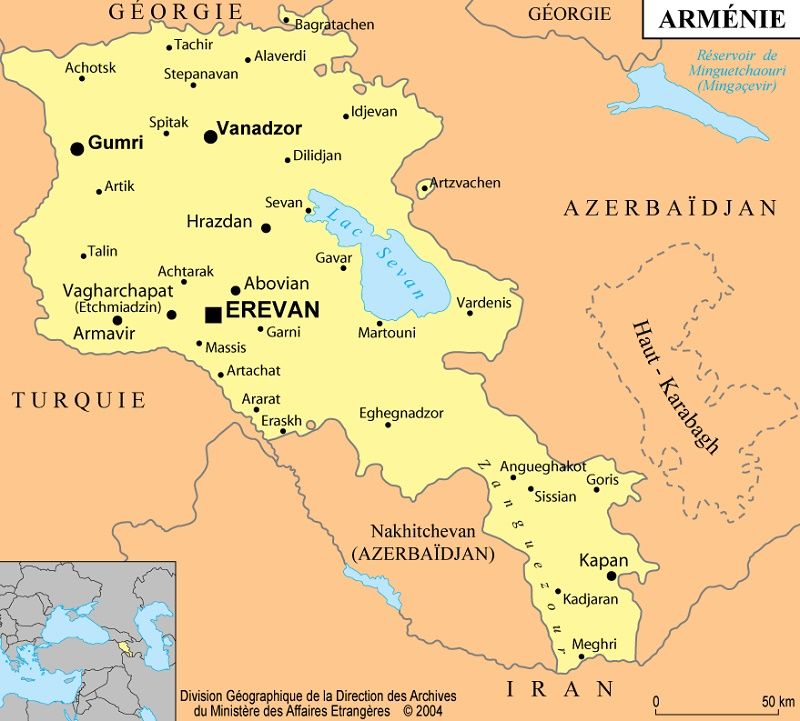 GÉORGIE
GÉORGIE
ARMÉNIE
Bagratachen
Tachir
Alaverdi
Achotsk
Stepanavan
Réservoir de
Minguetchaouri
(Mingəçevir)
Idjevan
Spitak
Vanadzor
Gumri
Dilidjan
Artik
Artzvachen
Sevan
AZERBAÏDJAN
Hrazdan
Lac Sevan
Talin
Gavar
Achtarak
Abovian
Vagharchapat
(Etchmiadzin)
EREVAN
Vardenis
Armavir
Garni
Martouni
Massis
Haut - Karabagh
Artachat
TURQUIE
Ararat
Eraskh
Eghegnadzor
Zanguezour
Angueghakot
Sissian
Goris
Nakhitchevan
(AZERBAÏDJAN)
Kapan
Kadjaran
Meghri
IRAN
Division Géographique de la Direction des Archives
du Ministère des Affaires Etrangères © 2004
0 50 km